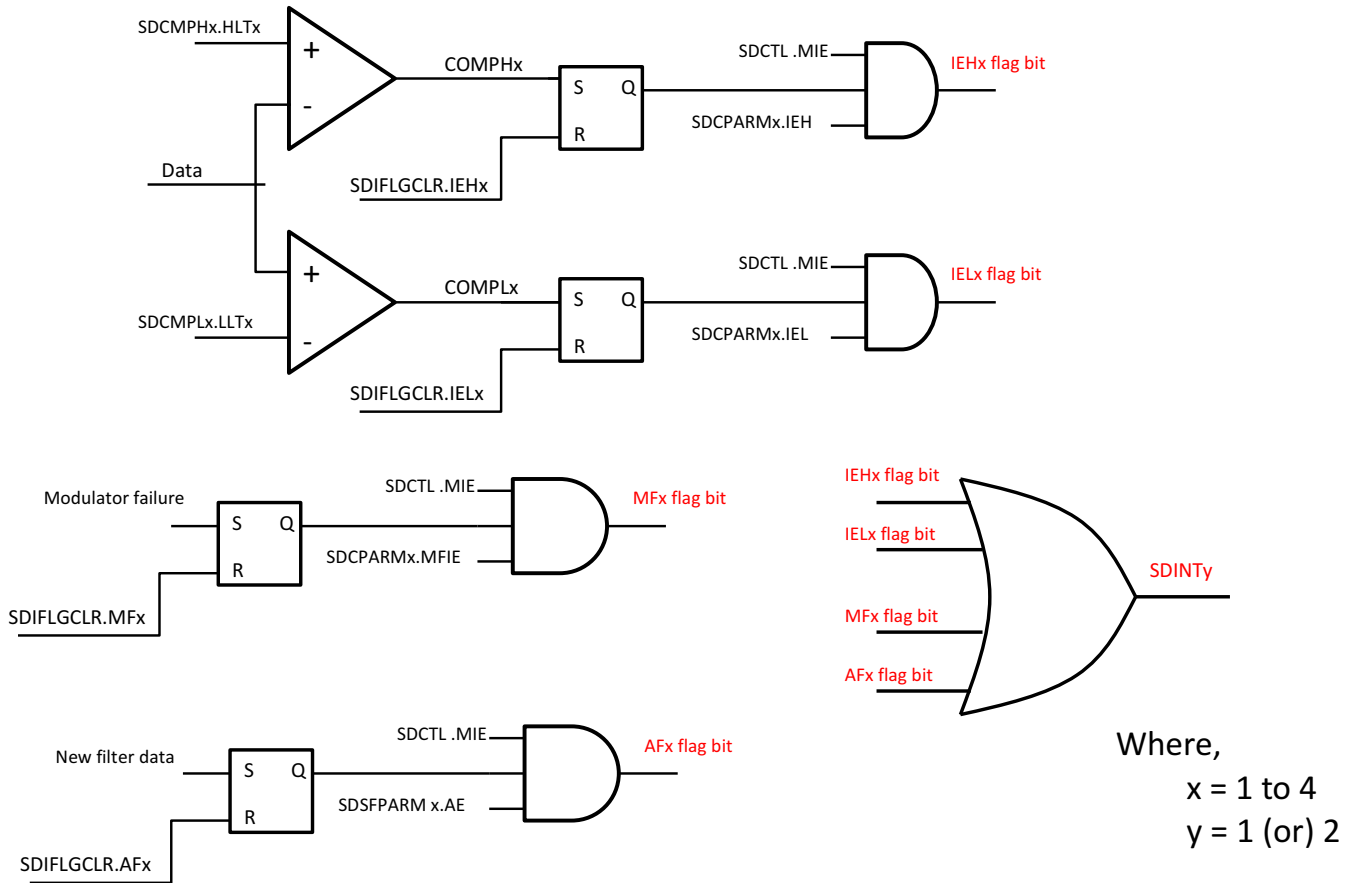 SDCMPHx.HLTx
+
-
COMPHx
S Q
R
SDCTL .MIE
SDCPARMx.IEH
IEHx flag bit
Data
SDIFLGCLR.IEHx
+
-
SDCMPLx.LLTx
COMPLx
S Q
R
SDCTL .MIE
SDCPARMx.IEL
IELx flag bit
SDIFLGCLR.IELx
Modulator failure
S Q
R
SDCTL .MIE
SDCPARMx.MFIE
MFx flag bit
SDIFLGCLR.MFx
IEHx flag bit
IELx flag bit
MFx flag bit
AFx flag bit
SDINTy
New filter data
S Q
R
SDCTL .MIE
SDSFPARM x.AE
AFx flag bit
SDIFLGCLR.AFx
Where,
x = 1 to 4
y = 1 (or) 2